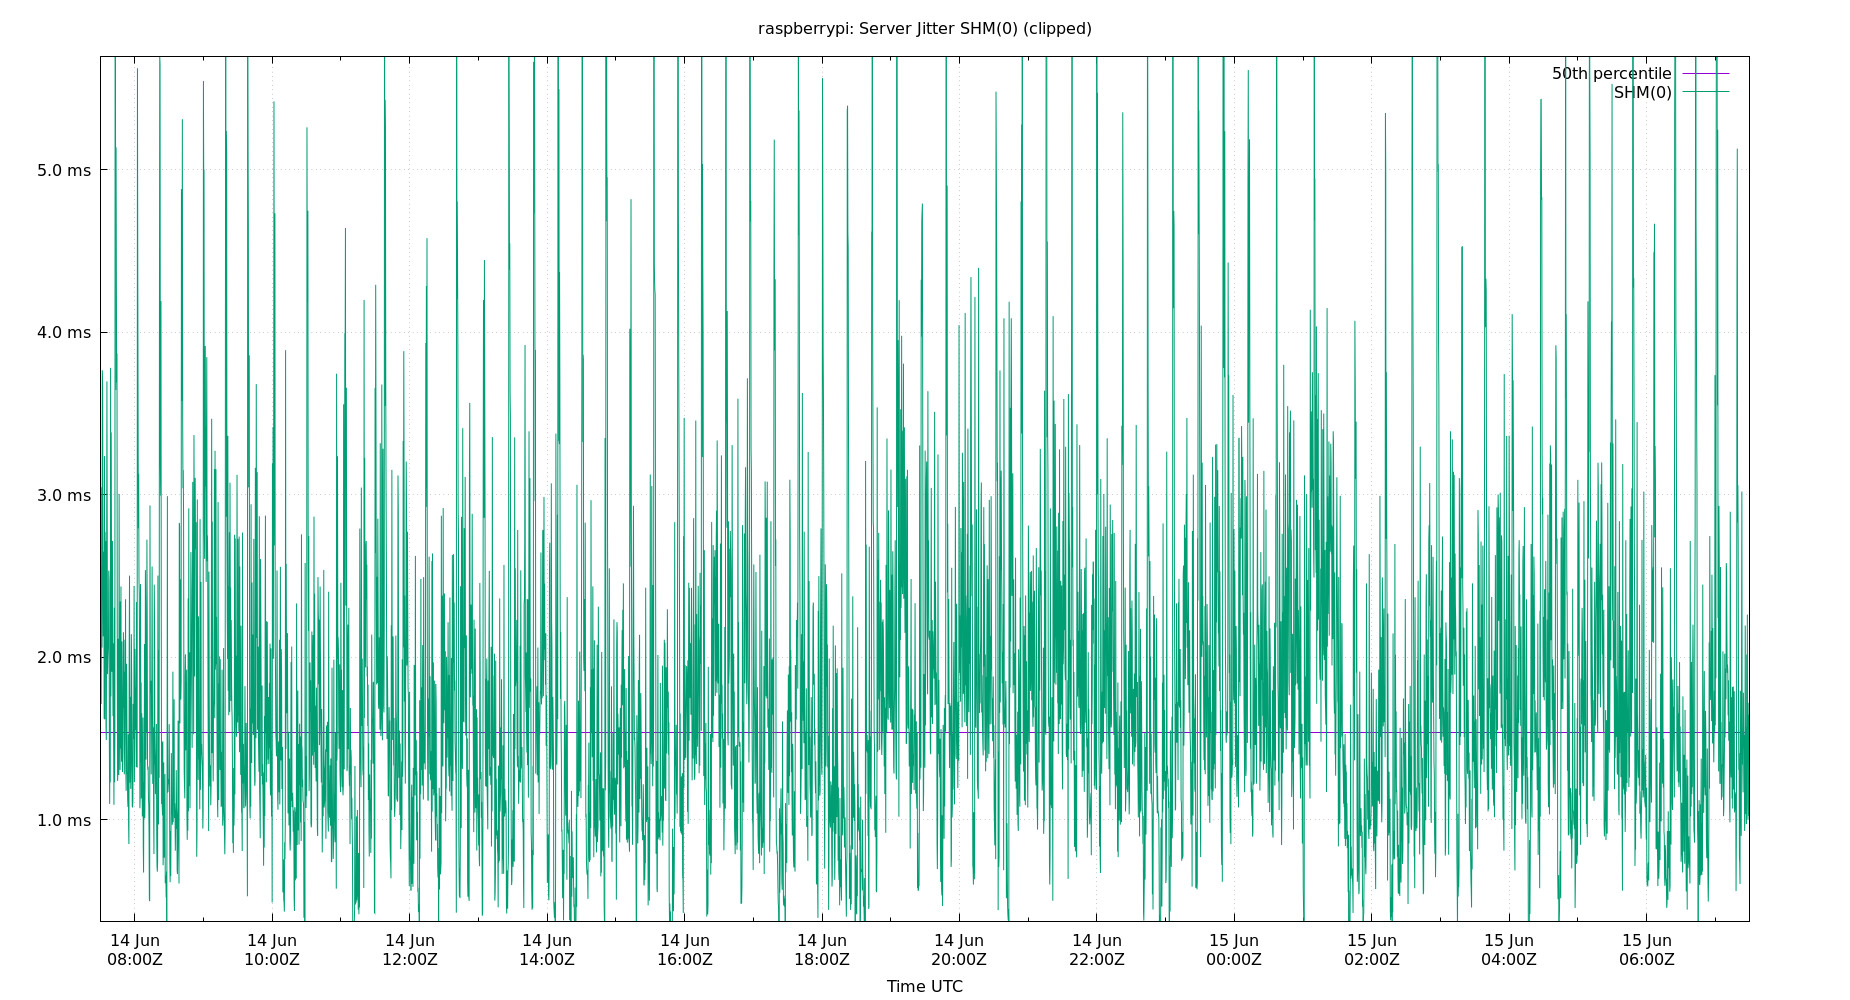 raspberrypi: Server Jitter SHM(0) (clipped)
50th percentile
SHM(0)
5.0 ms
4.0 ms
3.0 ms
2.0 ms
1.0 ms
14 Jun 14 Jun 14 Jun 14 Jun 14 Jun 14 Jun 14 Jun 14 Jun 15 Jun 15 Jun 15 Jun 15 Jun
08:00Z 10:00Z 12:00Z 14:00Z 16:00Z 18:00Z 20:00Z 22:00Z 00:00Z 02:00Z 04:00Z 06:00Z
Time UTC